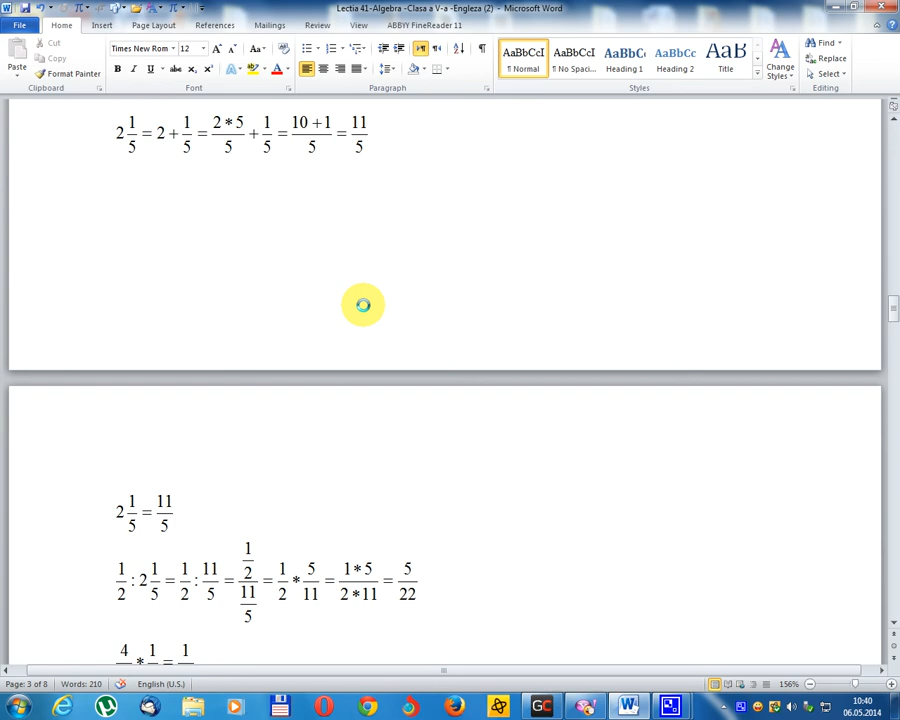 Lectia 41-Algebra -Clasa a V-a -Engleza (2) - Microsoft Word
File Home Insert Page Layout References Mailings Review View ABBYY FineReader 11
Cut
Copy
Format Painter
Paste
Clipboard
Times New Rom 12
Font
Paragraph
AaBbCcI AaBbCcI AaBbC AaBbCc AaB
¶ Normal ¶ No Spaci... Heading 1 Heading 2 Title
Change Styles
Styles
Find
Replace
Select
Editing
2 1/5 = 2 + 1/5 = 2*5/5 + 1/5 = 10+1/5 = 11/5
2 1/5 = 11/5
1/2 : 2 1/5 = 1/2 : 11/5 = 1/2 / 11/5 = 1/2 * 5/11 = 1*5/2*11 = 5/22
4 * 1 = 1
Page: 3 of 8 Words: 210 English (U.S.) 156%
10:40
06.05.2014